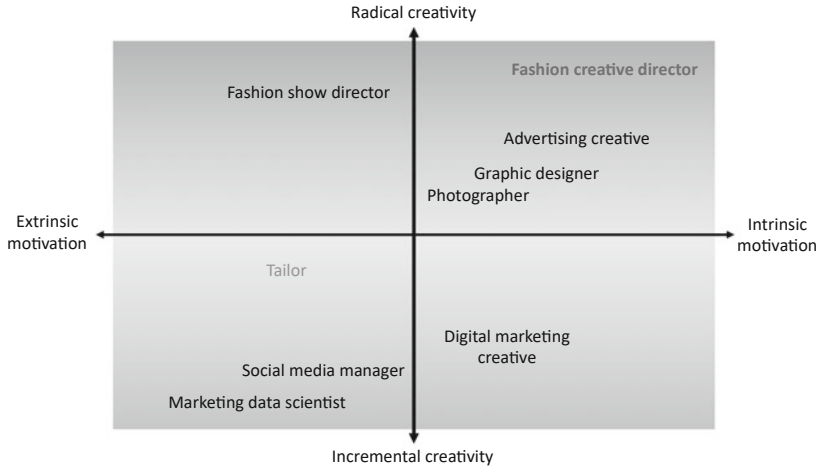 Radical creativity
Fashion creative director
Fashion show director
Advertising creative
Graphic designer
Photographer
Extrinsic
motivation
Intrinsic
motivation
Tailor
Digital marketing
creative
Social media manager
Marketing data scientist
Incremental creativity